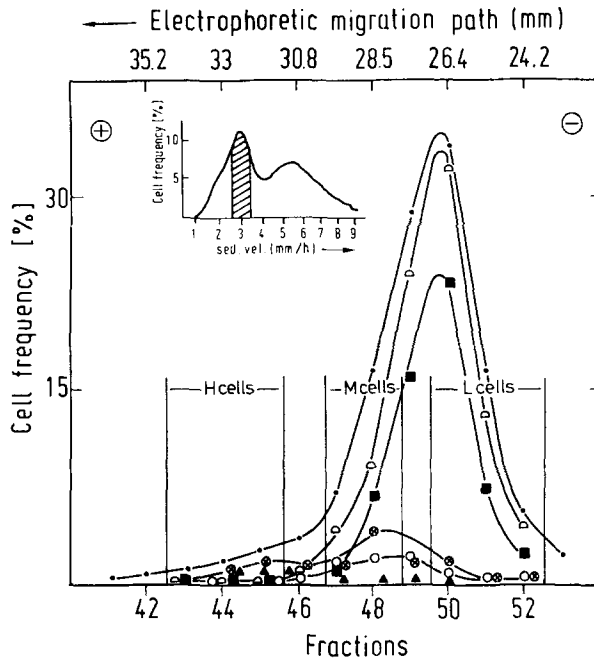 Electrophoretic migration path (mm)
35.2 33 30.8 28.5 26.4 24.2
Cell frequency [%]
30
15
+
−
Cell frequency [%]
10
5
1 2 3 4 5 6 7 8 9
sed. vel. (mm/h)
H cells
M cells
L cells
42 44 46 48 50 52
Fractions